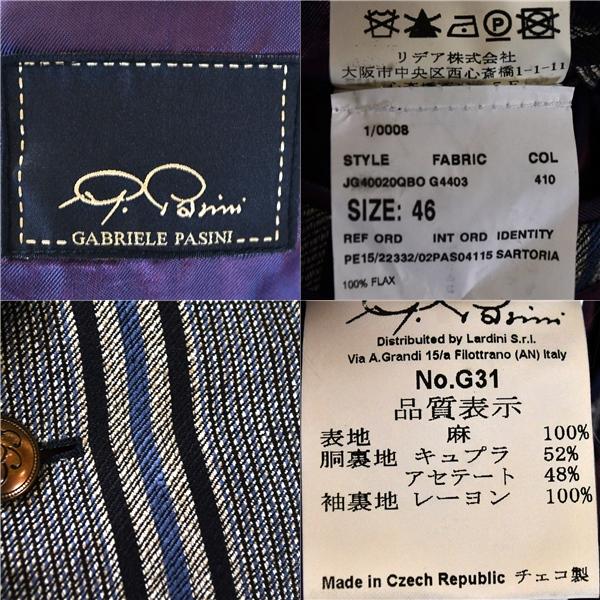 G. Pasini
GABRIELE PASINI
リデア株式会社
大阪市中央区西心斎橋1-1-11
1/0008
STYLE FABRIC COL
JG40020QBO G4403 410
SIZE: 46
REF ORD INT ORD IDENTITY
PE15/22332/02PAS04115 SARTORIA
100% FLAX
Distribuited by Lardini S.r.l.
Via A.Grandi 15/a Filottrano (AN) Italy
No.G31
品質表示
表地 麻 100%
胴裏地 キュプラ 52%
アセテート 48%
袖裏地 レーヨン 100%
Made in Czech Republic チェコ製